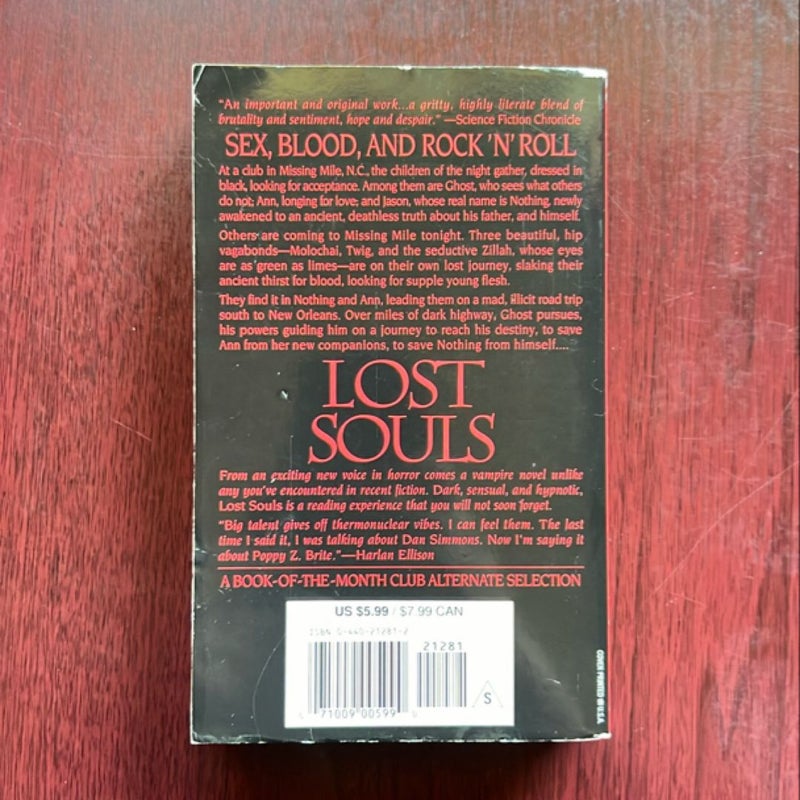 "An important and original work...a gritty, highly literate blend of
brutality and sentiment, hope and despair." —Science Fiction Chronicle
SEX, BLOOD, AND ROCK 'N' ROLL
At a club in Missing Mile, N.C., the children of the night gather, dressed in
black, looking for acceptance. Among them are Ghost, who sees what others
do not; Ann, longing for love; and Jason, whose real name is Nothing, newly
awakened to an ancient, deathless truth about his father, and himself.
Others are coming to Missing Mile tonight. Three beautiful, hip
vagabonds—Molochai, Twig, and the seductive Zillah, whose eyes
are as green as limes—are on their own lost journey, slaking their
ancient thirst for blood, looking for supple young flesh.
They find it in Nothing and Ann, leading them on a mad, illicit road trip
south to New Orleans. Over miles of dark highway, Ghost pursues,
his powers guiding him on a journey to reach his destiny, to save
Ann from her new companions, to save Nothing from himself....
LOST
SOULS
From an exciting new voice in horror comes a vampire novel unlike
any you've encountered in recent fiction. Dark, sensual, and hypnotic,
Lost Souls is a reading experience that you will not soon forget.
"Big talent gives off thermonuclear vibes. I can feel them. The last
time I said it, I was talking about Dan Simmons. Now I'm saying it
about Poppy Z. Brite."—Harlan Ellison
A BOOK-OF-THE-MONTH CLUB ALTERNATE SELECTION
US $5.99 / $7.99 CAN
ISBN 0-440-21281-2
21281
71009 00599
S
COVER PRINTED IN U.S.A.